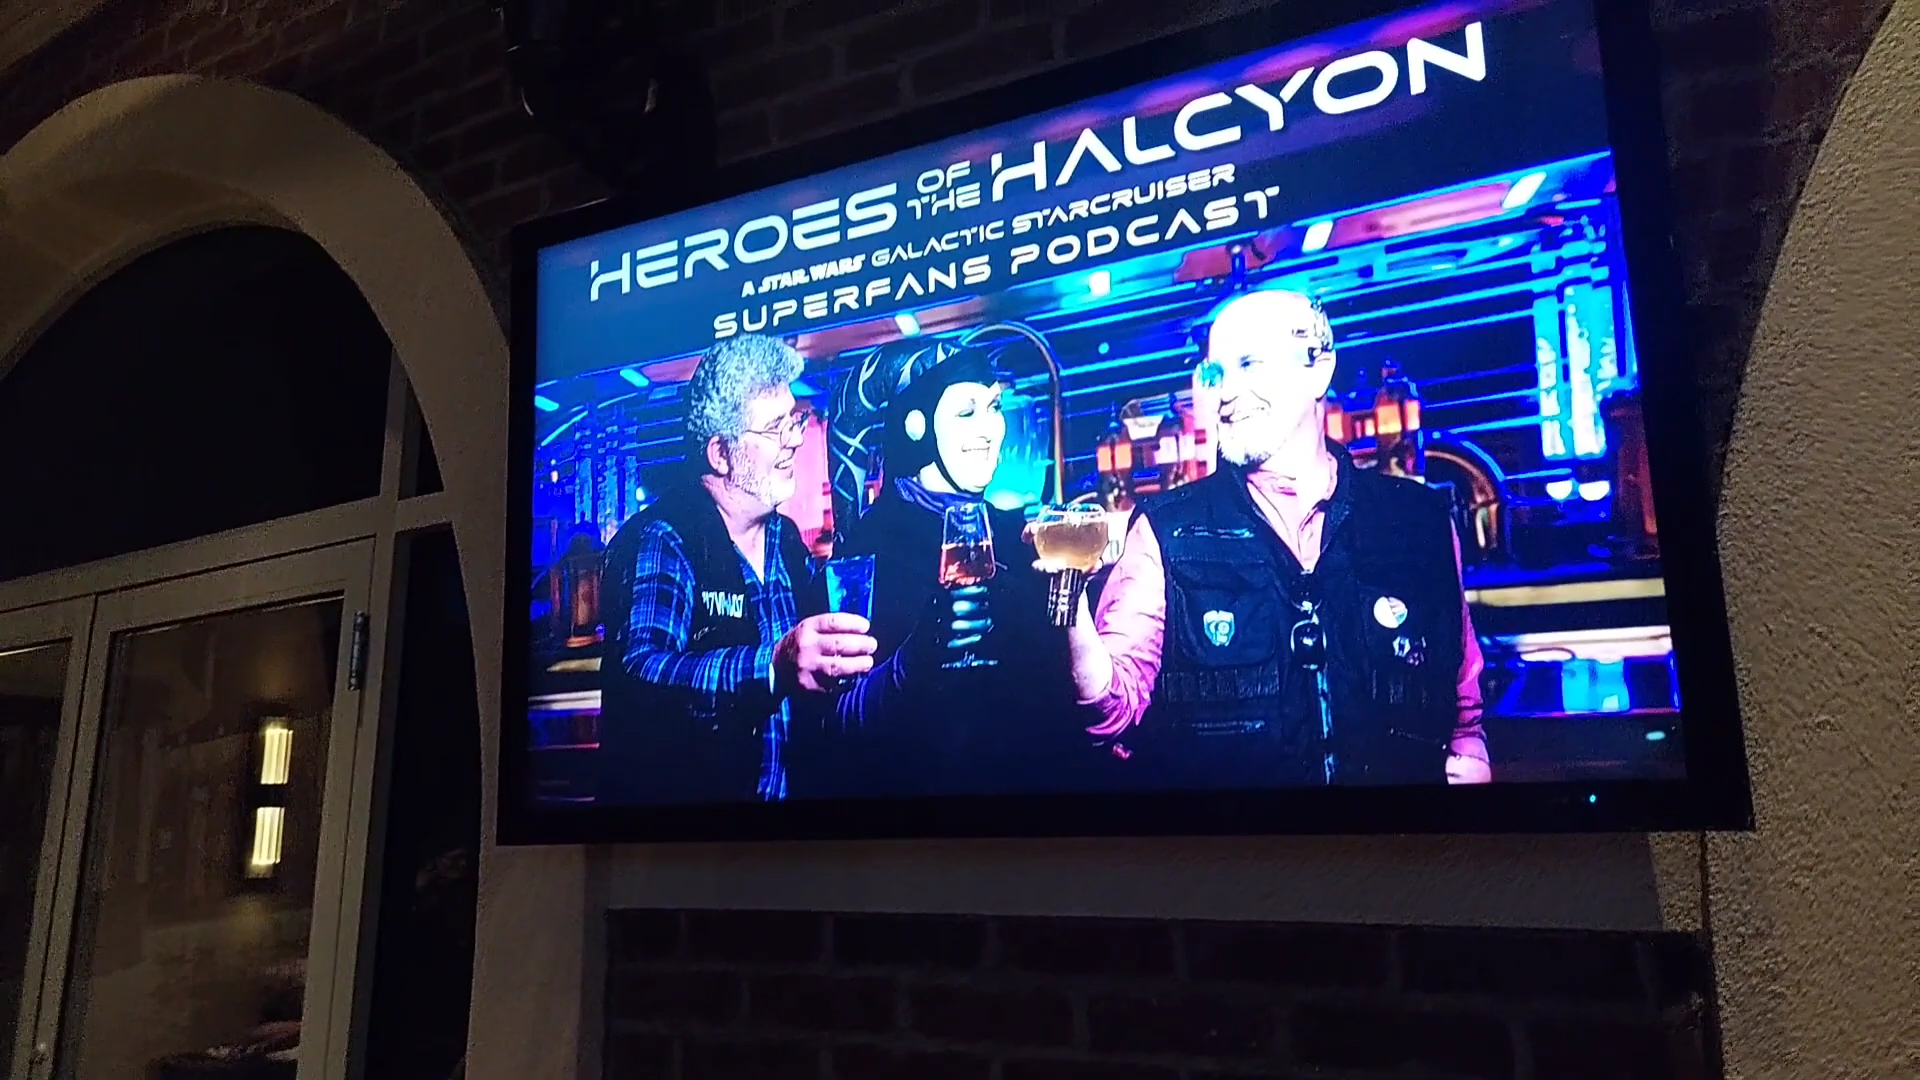 HEROES OF THE HALCYON
A STAR WARS GALACTIC STARCRUISER
SUPERFANS PODCAST